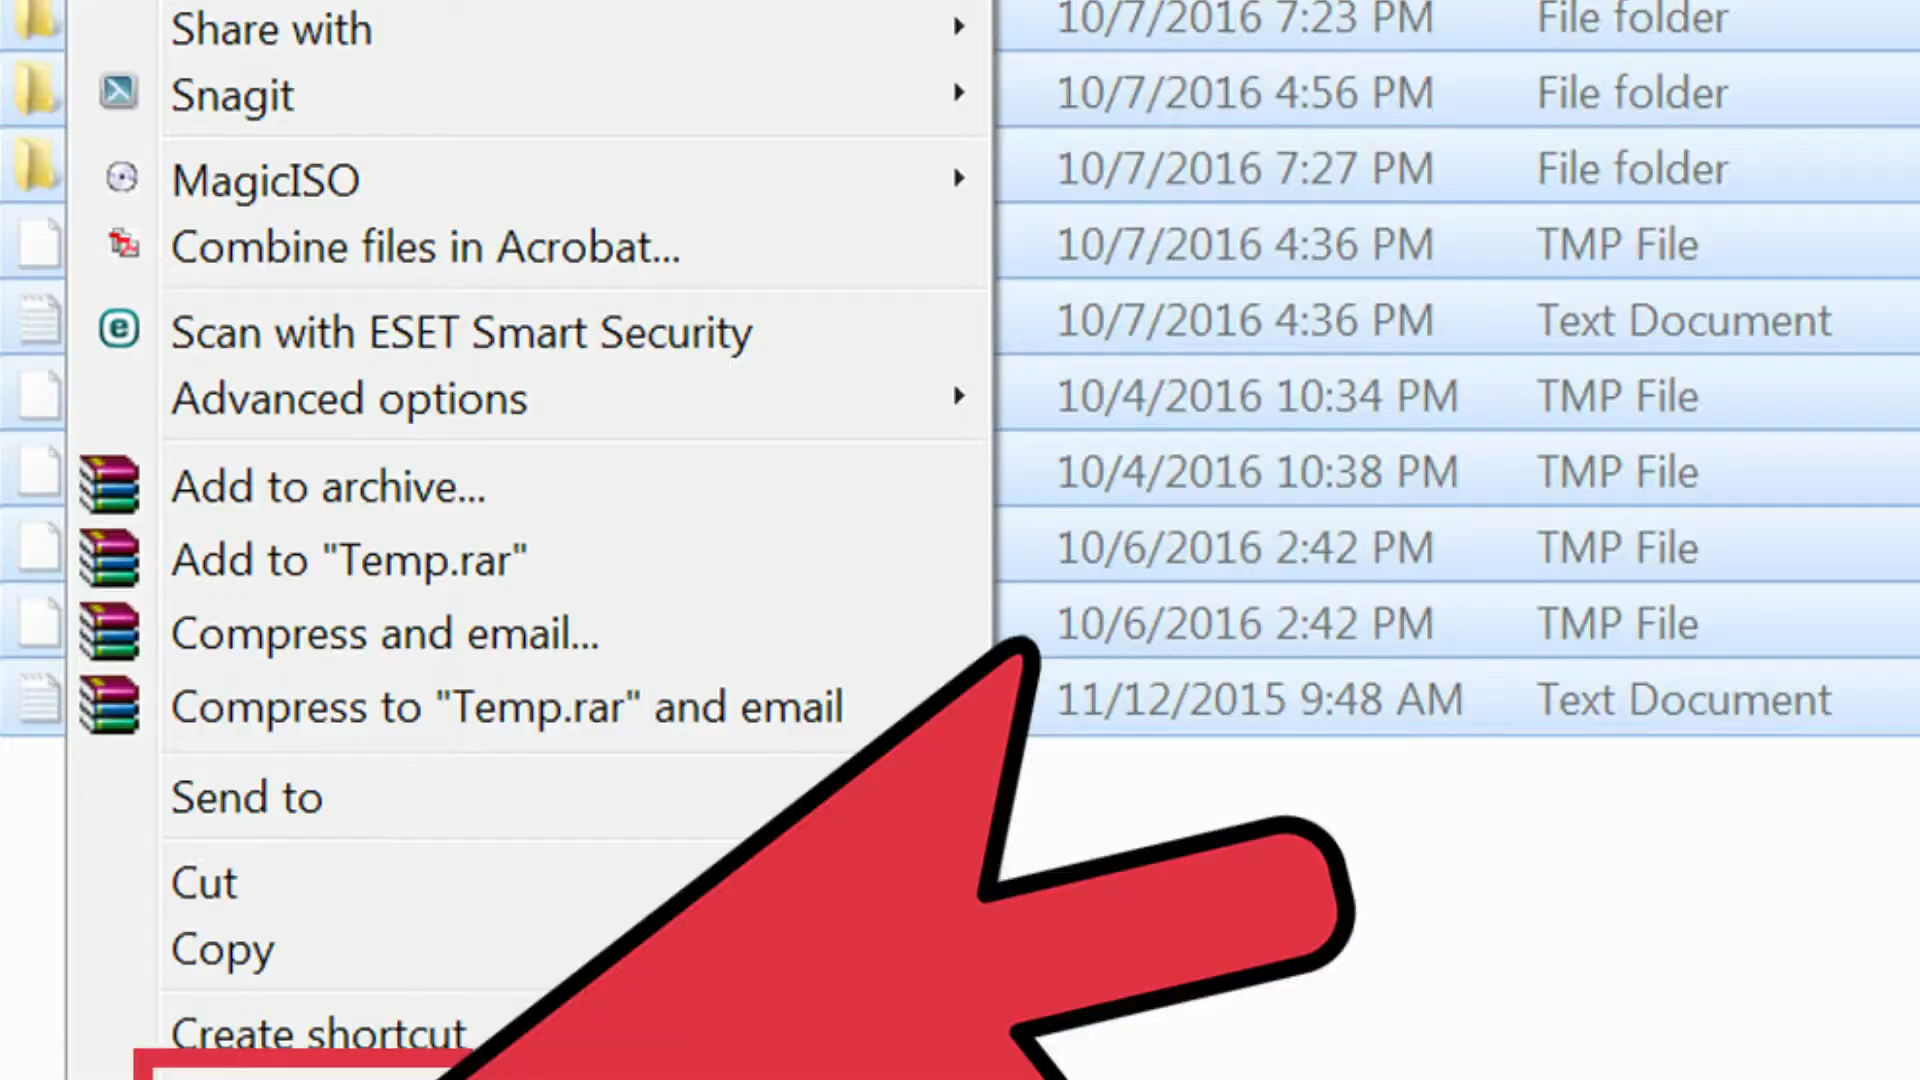 Share with
Snagit
MagicISO
Combine files in Acrobat...
Scan with ESET Smart Security
Advanced options
Add to archive...
Add to "Temp.rar"
Compress and email...
Compress to "Temp.rar" and email
Send to
Cut
Copy
Create shortcut
10/7/2016 7:23 PM File folder
10/7/2016 4:56 PM File folder
10/7/2016 7:27 PM File folder
10/7/2016 4:36 PM TMP File
10/7/2016 4:36 PM Text Document
10/4/2016 10:34 PM TMP File
10/4/2016 10:38 PM TMP File
10/6/2016 2:42 PM TMP File
10/6/2016 2:42 PM TMP File
11/12/2015 9:48 AM Text Document